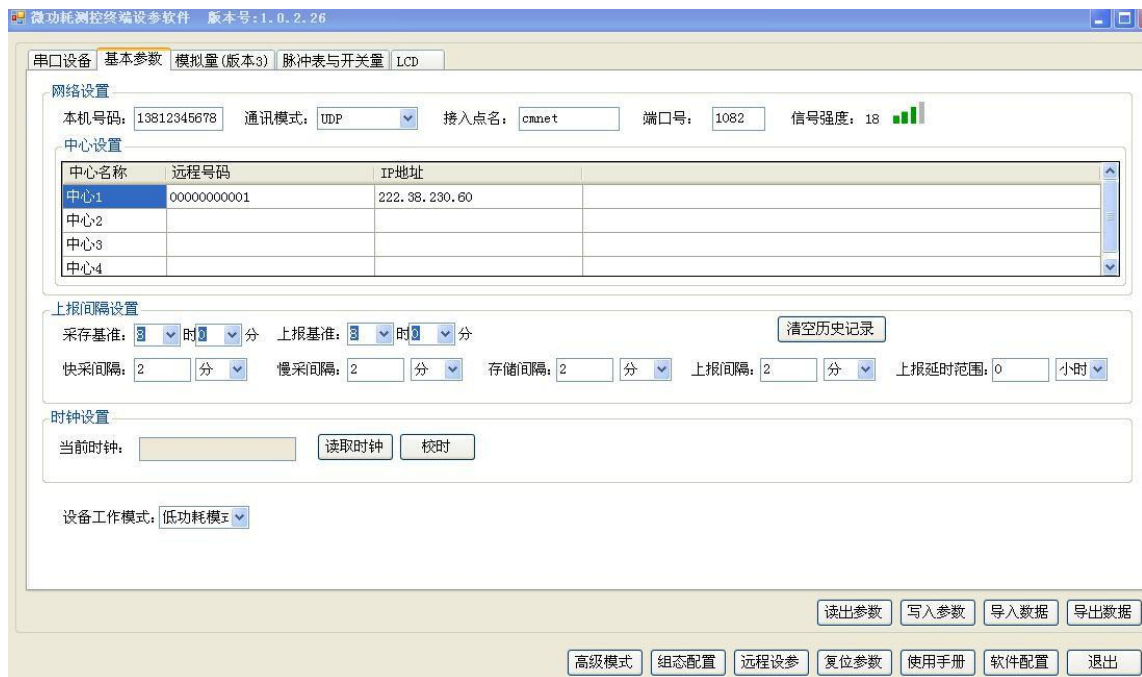 微功耗测控终端设参软件 版本号:1.0.2.26
串口设备 基本参数 模拟量(版本3) 脉冲表与开关量 LCD
网络设置
本机号码: 13812345678 通讯模式: UDP 接入点名: cmnet 端口号: 1082 信号强度: 18
中心设置
中心名称 远程号码 IP地址
中心1 00000000001 222.38.230.60
中心2
中心3
中心4
上报间隔设置
采存基准: 8 时 0 分 上报基准: 8 时 0 分 清空历史记录
快采间隔: 2 分 慢采间隔: 2 分 存储间隔: 2 分 上报间隔: 2 分 上报延时范围: 0 小时
时钟设置
当前时钟: 读取时钟 校时
设备工作模式: 低功耗模
读出参数 写入参数 导入数据 导出数据
高级模式 组态配置 远程设参 复位参数 使用手册 软件配置 退出